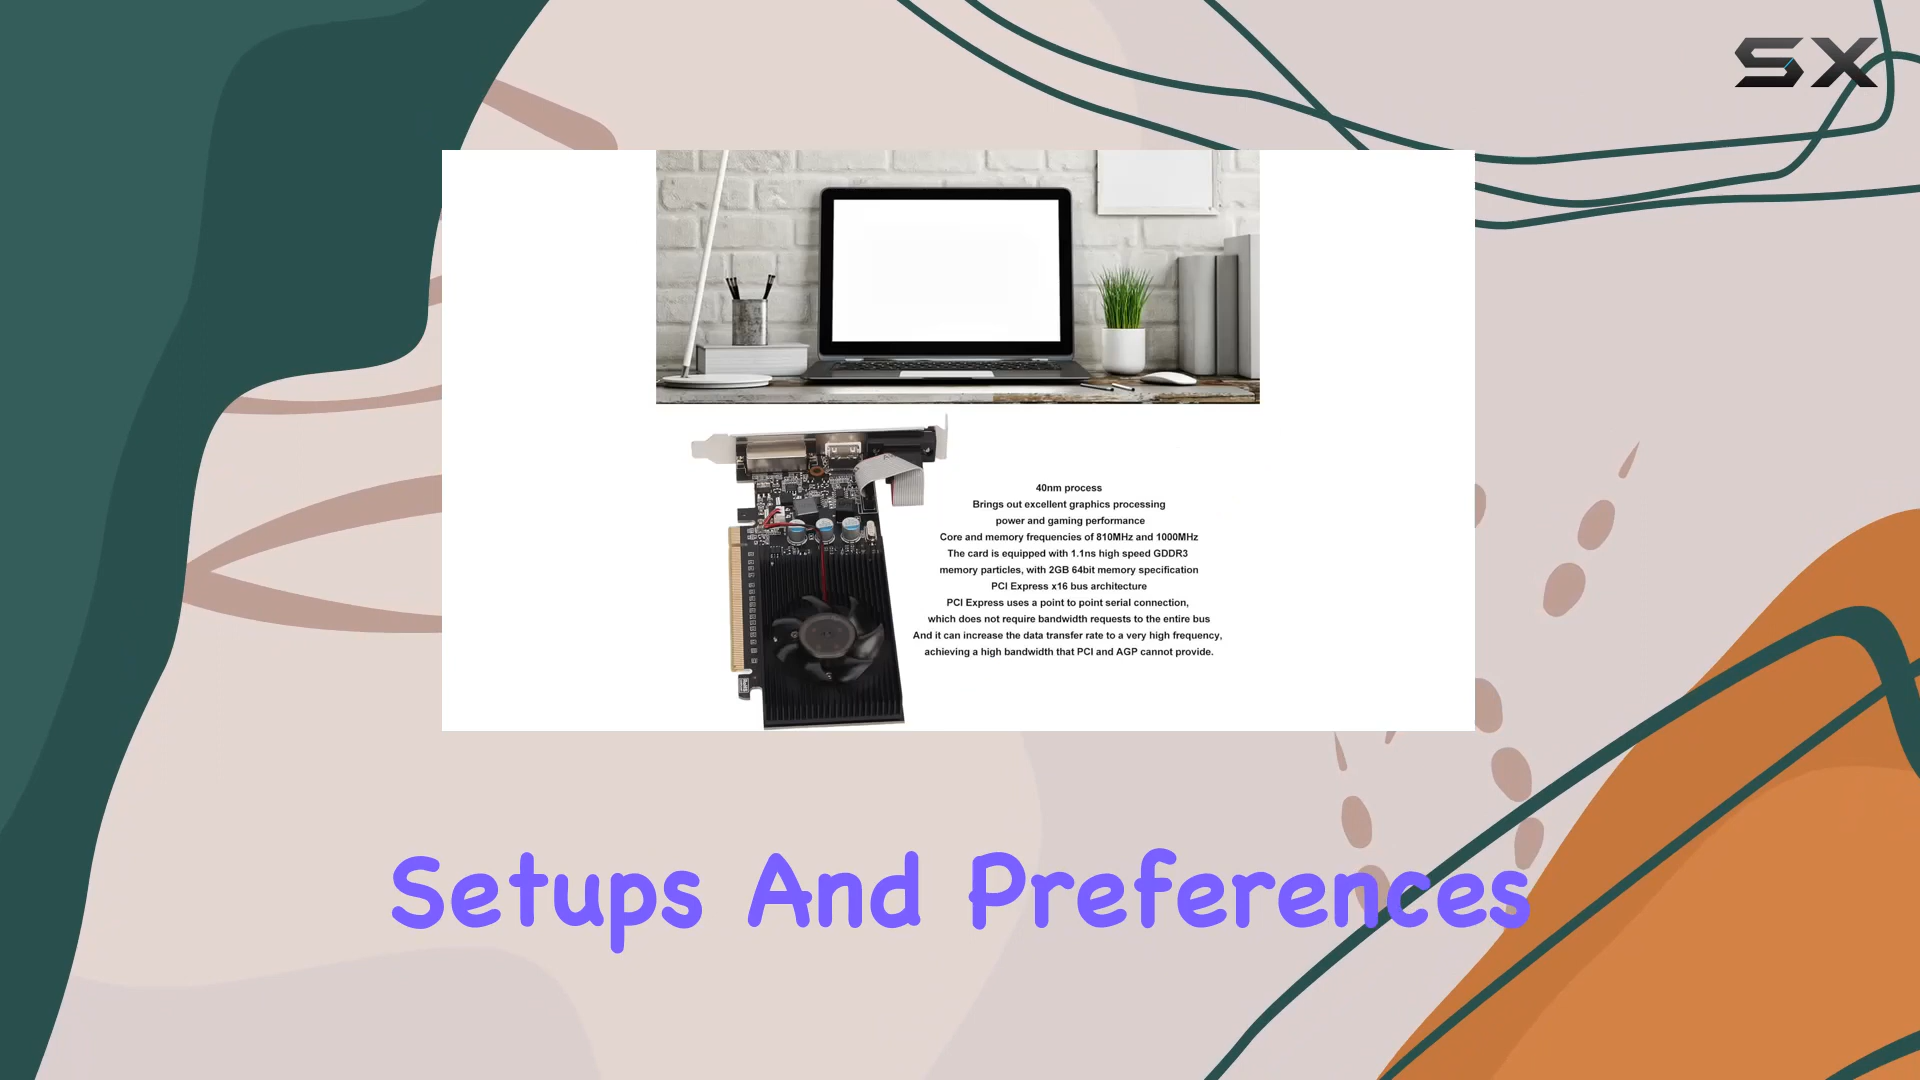 SX
40nm process
Brings out excellent graphics processing
power and gaming performance
Core and memory frequencies of 810MHz and 1000MHz
The card is equipped with 1.1ns high speed GDDR3
memory particles, with 2GB 64bit memory specification
PCI Express x16 bus architecture
PCI Express uses a point to point serial connection,
which does not require bandwidth requests to the entire bus
And it can increase the data transfer rate to a very high frequency,
achieving a high bandwidth that PCI and AGP cannot provide.
Setups And Preferences